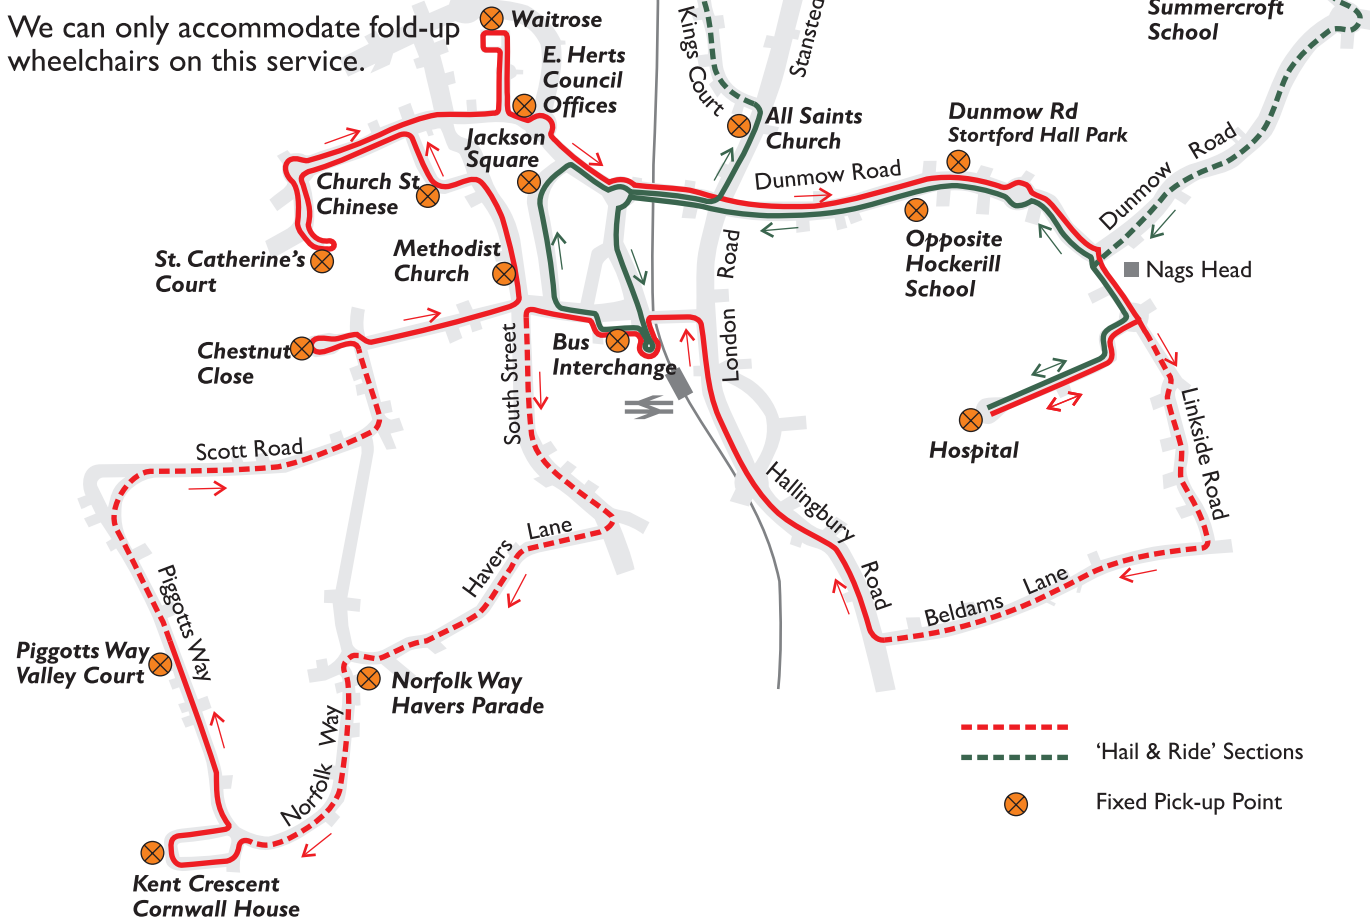 We can only accommodate fold-up
wheelchairs on this service.
Waitrose
E. Herts
Council
Offices
Jackson
Square
Kings Court
Stansted
Summercroft
School
All Saints
Church
Dunmow Rd
Stortford Hall Park
Dunmow Road
Dunmow Road
Church St
Chinese
St. Catherine's
Court
Methodist
Church
Opposite
Hockerill
School
Nags Head
Chestnut
Close
South Street
Bus
Interchange
London Road
Hospital
Linkside Road
Scott Road
Hallingbury Road
Havers Lane
Beldams Lane
Piggotts Way
Piggotts Way
Valley Court
Norfolk Way
Havers Parade
Norfolk Way
'Hail & Ride' Sections
Fixed Pick-up Point
Kent Crescent
Cornwall House